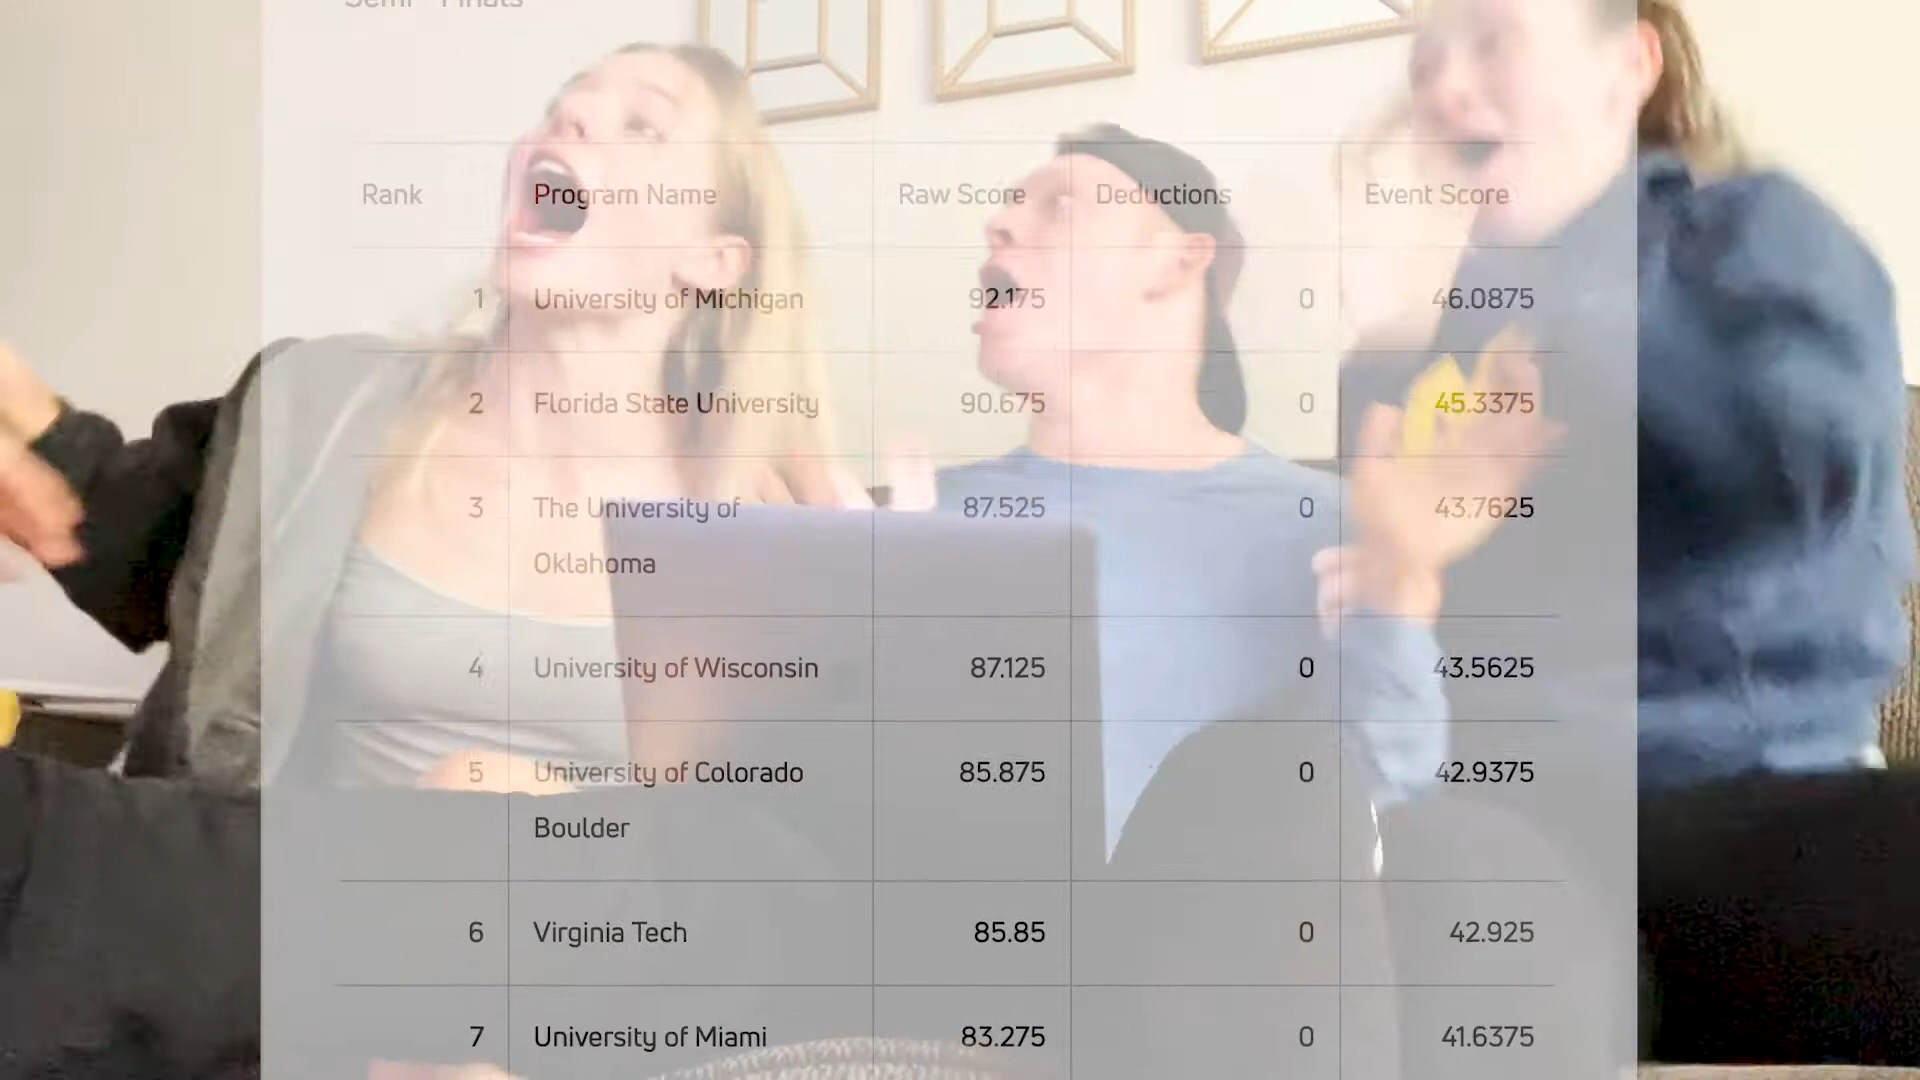 Semi - Finals
Rank Program Name Raw Score Deductions Event Score
1 University of Michigan 92.175 0 46.0875
2 Florida State University 90.675 0 45.3375
3 The University of 87.525 0 43.7625
Oklahoma
4 University of Wisconsin 87.125 0 43.5625
5 University of Colorado 85.875 0 42.9375
Boulder
6 Virginia Tech 85.85 0 42.925
7 University of Miami 83.275 0 41.6375